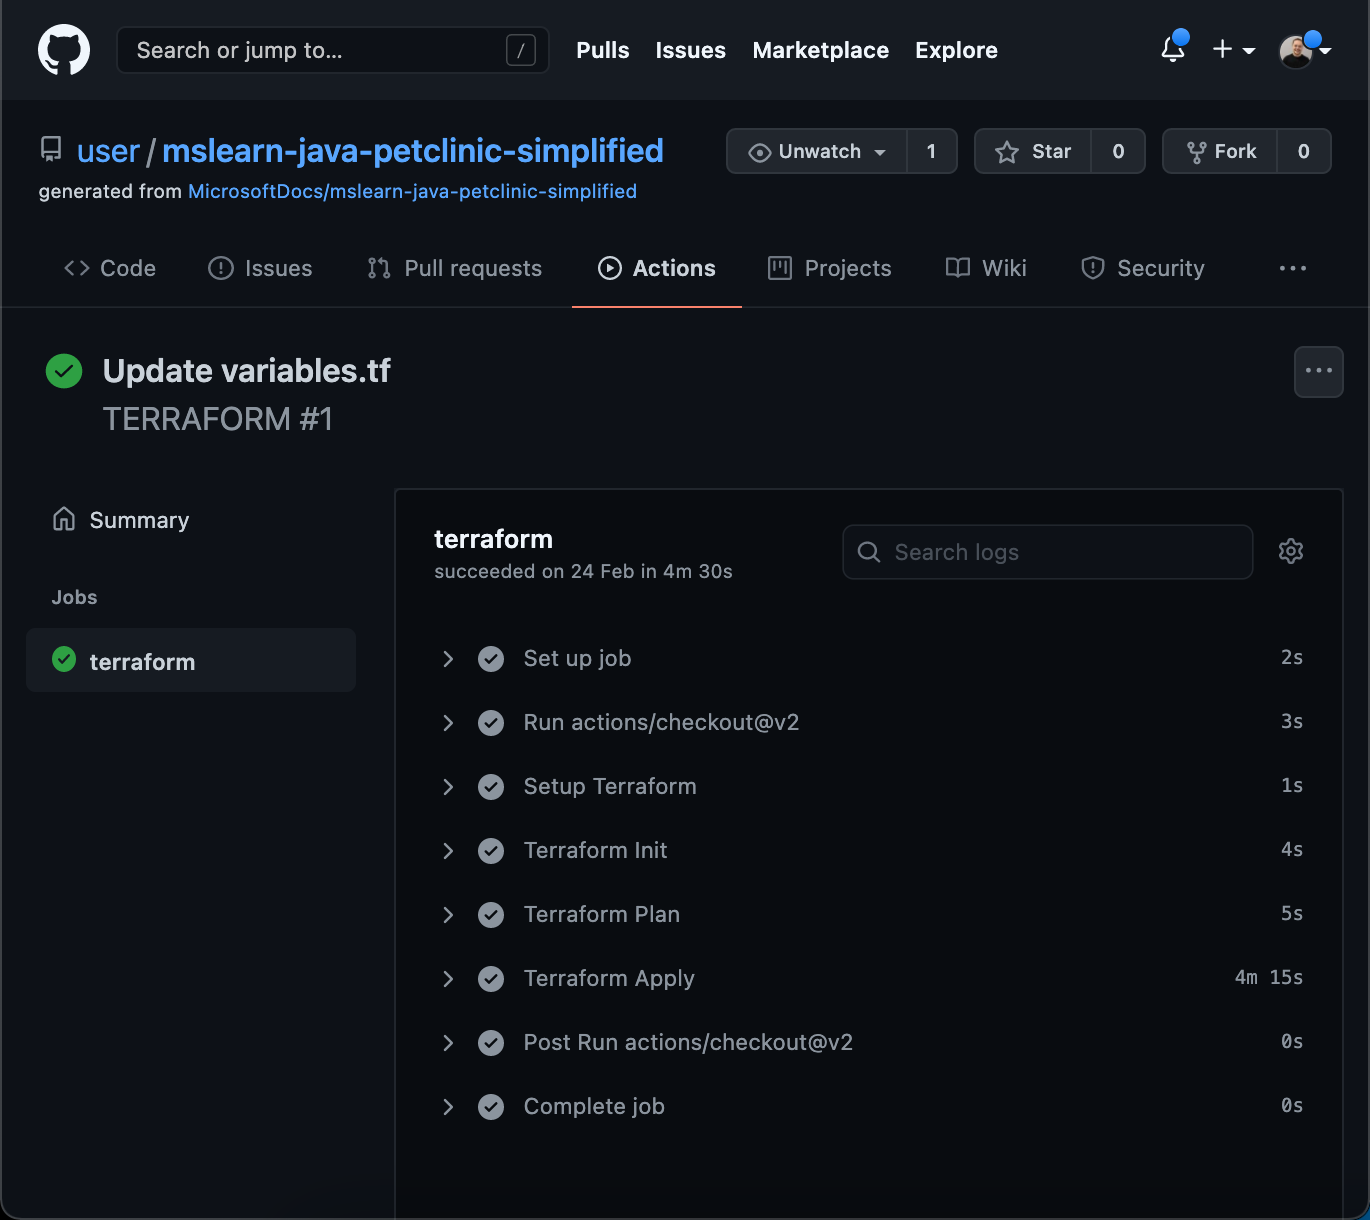 Search or jump to... /
Pulls Issues Marketplace Explore
user/mslearn-java-petclinic-simplified
Unwatch 1
Star 0
Fork 0
generated from MicrosoftDocs/mslearn-java-petclinic-simplified
Code Issues Pull requests Actions Projects Wiki Security
Update variables.tf
TERRAFORM #1
Summary
Jobs
terraform
terraform
succeeded on 24 Feb in 4m 30s
Search logs
Set up job 2s
Run actions/checkout@v2 3s
Setup Terraform 1s
Terraform Init 4s
Terraform Plan 5s
Terraform Apply 4m 15s
Post Run actions/checkout@v2 0s
Complete job 0s